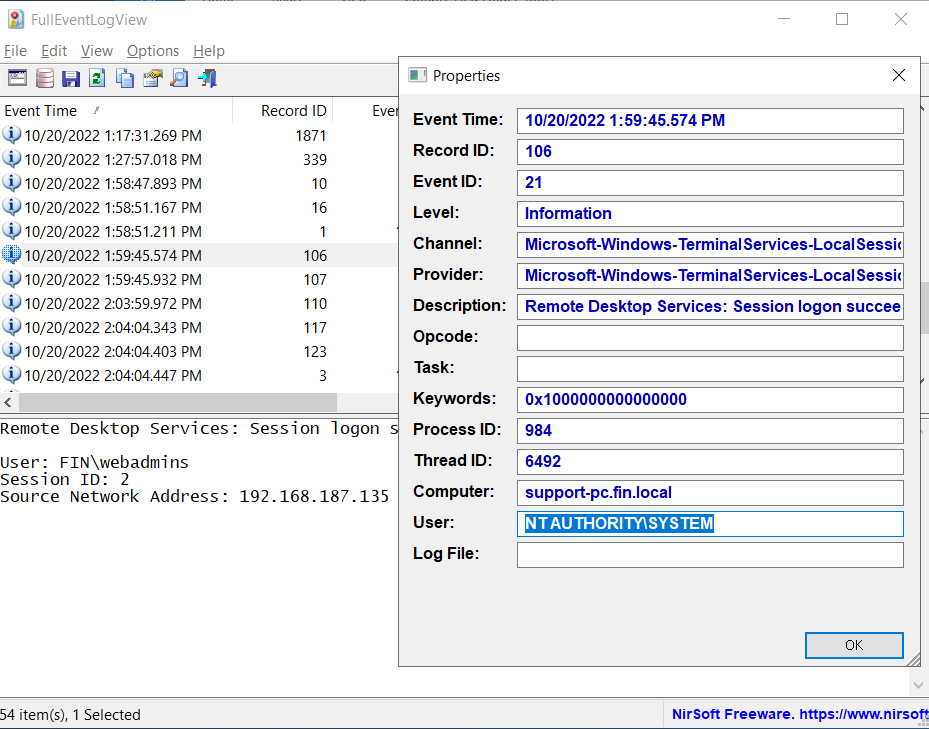 FullEventLogView
File Edit View Options Help
Event Time Record ID Ever
10/20/2022 1:17:31.269 PM 1871
10/20/2022 1:27:57.018 PM 339
10/20/2022 1:58:47.893 PM 10
10/20/2022 1:58:51.167 PM 16
10/20/2022 1:58:51.211 PM 1
10/20/2022 1:59:45.574 PM 106
10/20/2022 1:59:45.932 PM 107
10/20/2022 2:03:59.972 PM 110
10/20/2022 2:04:04.343 PM 117
10/20/2022 2:04:04.403 PM 123
10/20/2022 2:04:04.447 PM 3
Remote Desktop Services: Session logon s
User: FIN\webadmins
Session ID: 2
Source Network Address: 192.168.187.135
54 item(s), 1 Selected
NirSoft Freeware. https://www.nirsoft
Properties
Event Time: 10/20/2022 1:59:45.574 PM
Record ID: 106
Event ID: 21
Level: Information
Channel: Microsoft-Windows-TerminalServices-LocalSessio
Provider: Microsoft-Windows-TerminalServices-LocalSessio
Description: Remote Desktop Services: Session logon succee
Opcode:
Task:
Keywords: 0x1000000000000000
Process ID: 984
Thread ID: 6492
Computer: support-pc.fin.local
User: NT AUTHORITY\SYSTEM
Log File:
OK